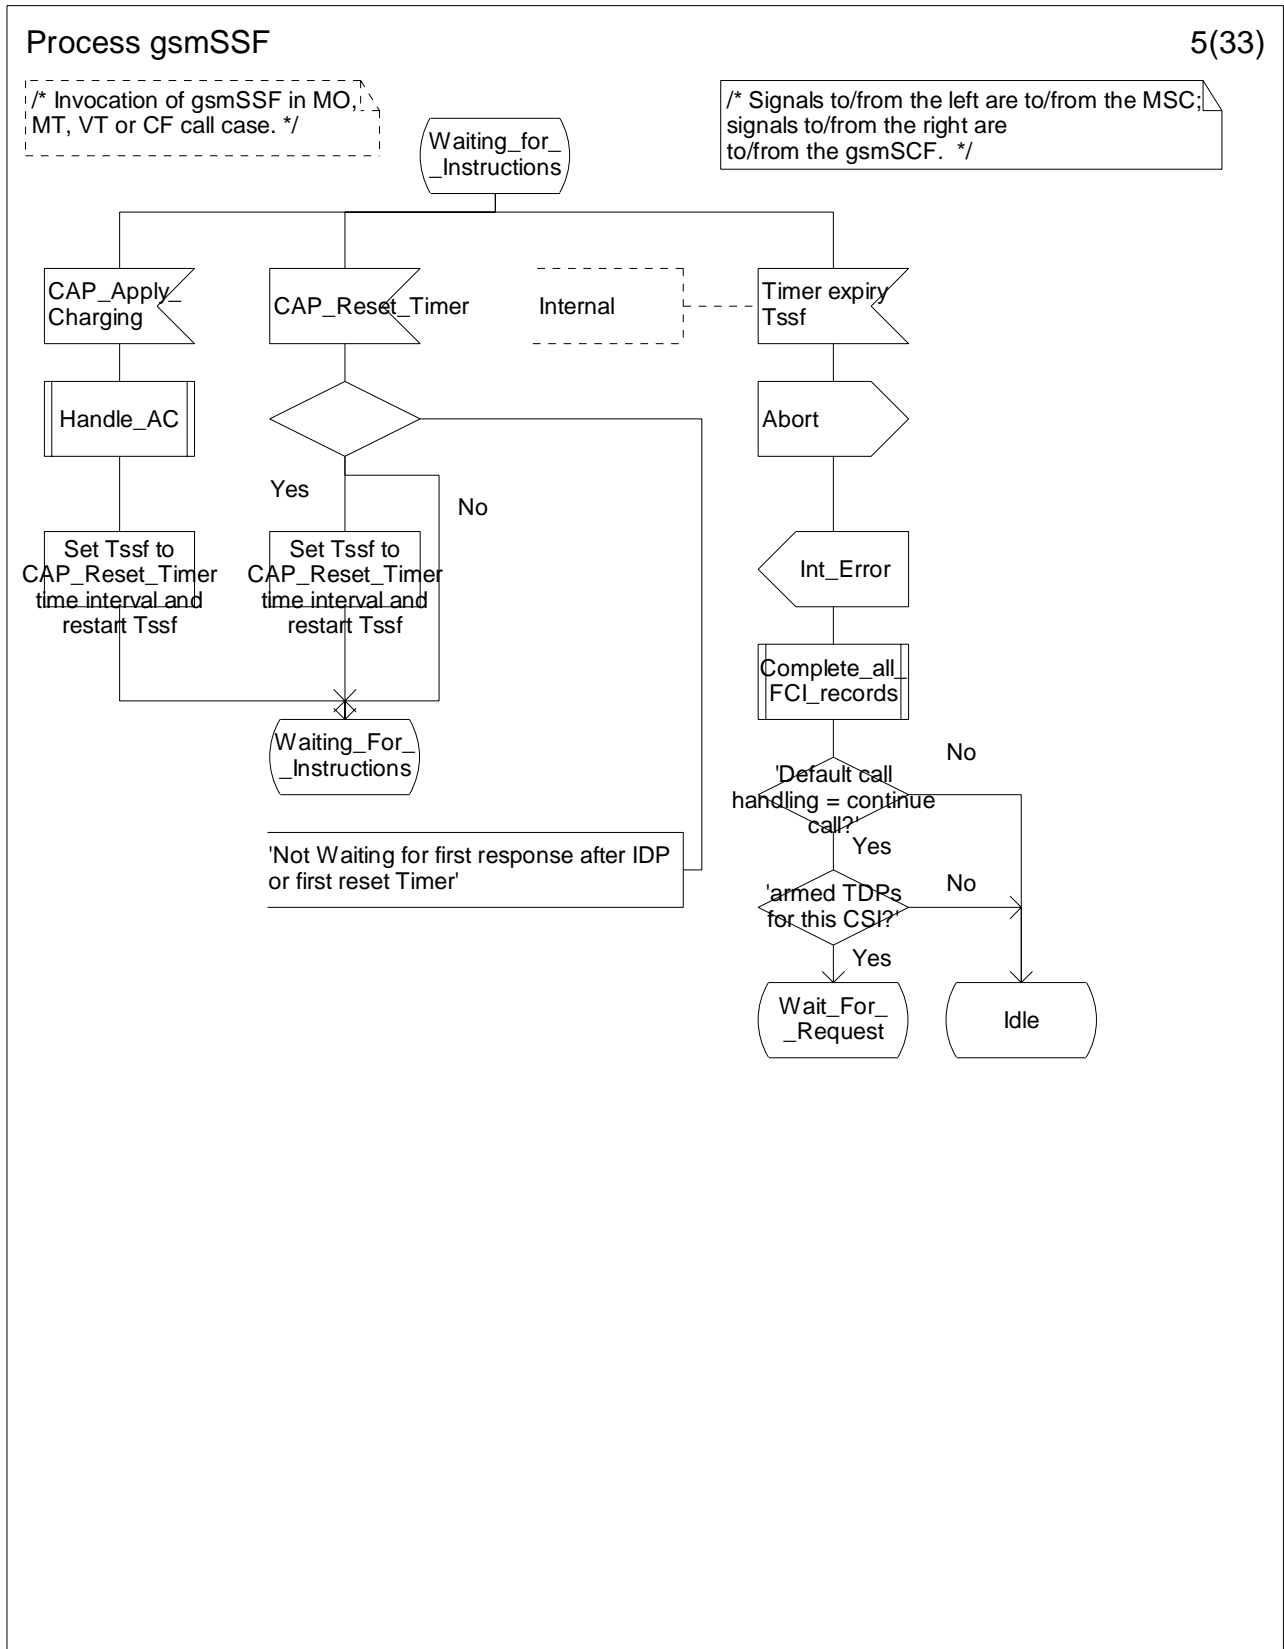 Process gsmSSF
5(33)
/* Invocation of gsmSSF in MO,
MT, VT or CF call case. */
/* Signals to/from the left are to/from the MSC;
signals to/from the right are
to/from the gsmSCF.  */
Waiting_for_
_Instructions
CAP_Apply_
Charging
CAP_Reset_Timer
Internal
Timer expiry
Tssf
Handle_AC
Abort
Yes
No
Set Tssf to
CAP_Reset_Timer
time interval and
restart Tssf
Set Tssf to
CAP_Reset_Timer
time interval and
restart Tssf
Int_Error
Complete_all_
FCI_records
Waiting_For_
_Instructions
'Default call
handling = continue
call?'
No
Yes
'Not Waiting for first response after IDP
or first reset Timer'
'armed TDPs
for this CSI?'
No
Yes
Wait_For_
_Request
Idle